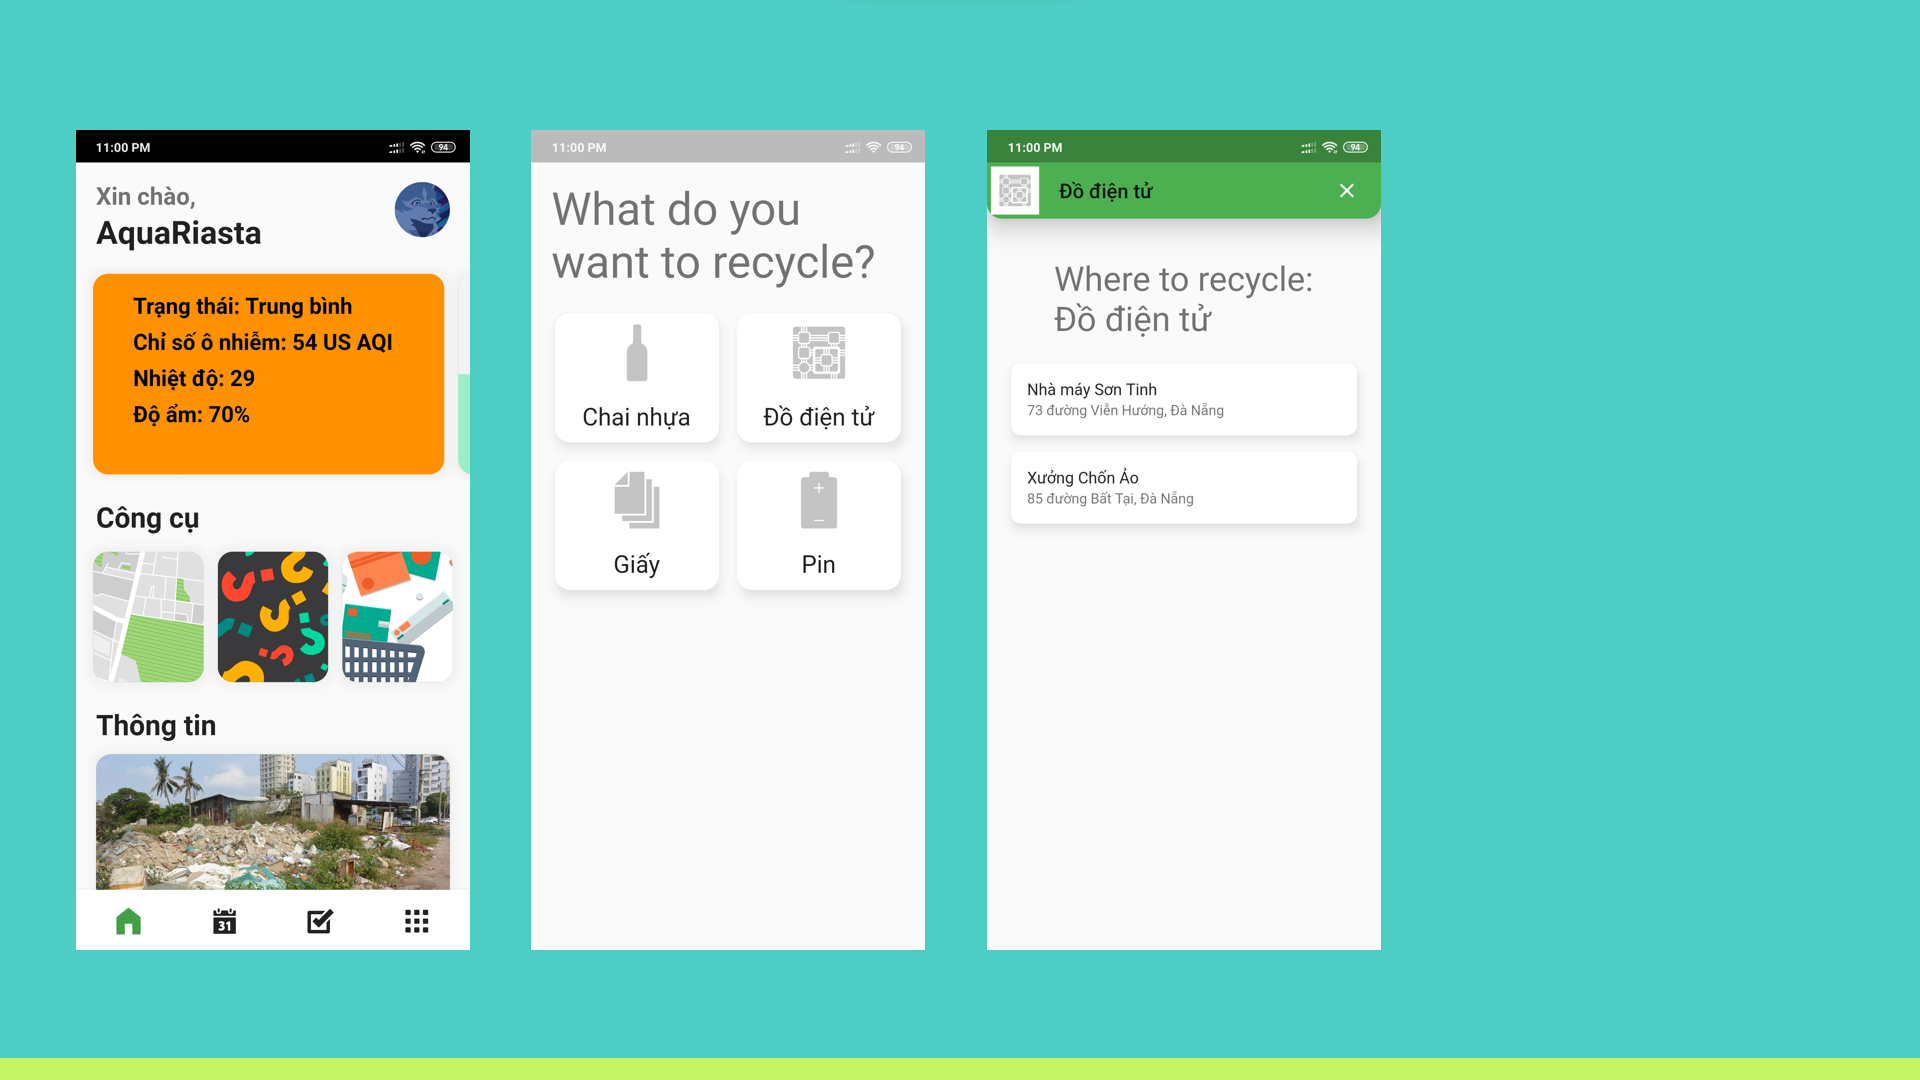 11:00 PM
94
Xin chào,
AquaRiasta
Trạng thái: Trung bình
Chỉ số ô nhiễm: 54 US AQI
Nhiệt độ: 29
Độ ẩm: 70%
Công cụ
Thông tin
31
11:00 PM
94
What do you
want to recycle?
Chai nhựa
Đồ điện tử
Giấy
Pin
11:00 PM
94
Đồ điện tử
Where to recycle:
Đồ điện tử
Nhà máy Sơn Tinh
73 đường Viễn Hướng, Đà Nẵng
Xưởng Chốn Ảo
85 đường Bất Tại, Đà Nẵng